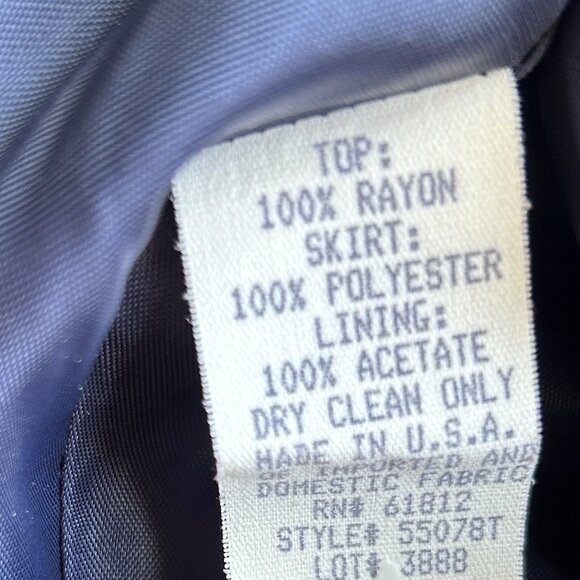 TOP:
100% RAYON
SKIRT:
100% POLYESTER
LINING:
100% ACETATE
DRY CLEAN ONLY
MADE IN U.S.A.
IMPORTED AND
DOMESTIC FABRIC
RN# 61812
STYLE# 55078T
LOT# 3888